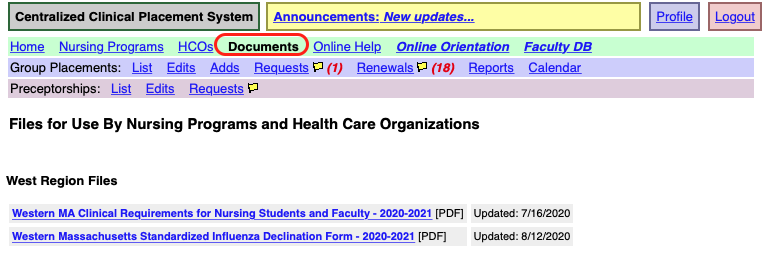 Centralized Clinical Placement System Announcements: New updates... Profile Logout
Home Nursing Programs HCOs Documents Online Help Online Orientation Faculty DB
Group Placements: List Edits Adds Requests (1) Renewals (18) Reports Calendar
Preceptorships: List Edits Requests
Files for Use By Nursing Programs and Health Care Organizations
West Region Files
Western MA Clinical Requirements for Nursing Students and Faculty - 2020-2021 [PDF] Updated: 7/16/2020
Western Massachusetts Standardized Influenza Declination Form - 2020-2021 [PDF] Updated: 8/12/2020